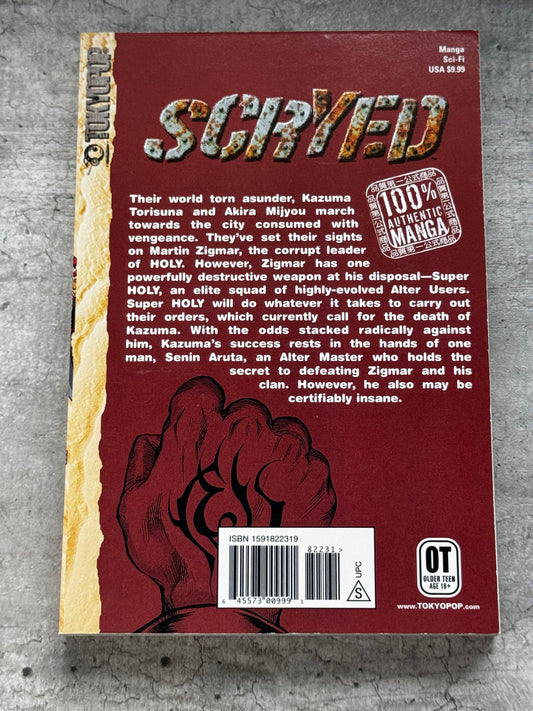 TOKYOPOP
Manga
Sci-Fi
USA $9.99
SCRYED
Their world torn asunder, Kazuma
Torisuna and Akira Mijyou march
towards the city consumed with
vengeance. They've set their sights
on Martin Zigmar, the corrupt leader
of HOLY. However, Zigmar has one
powerfully destructive weapon at his disposal—Super
HOLY, an elite squad of highly-evolved Alter Users.
Super HOLY will do whatever it takes to carry out
their orders, which currently call for the death of
Kazuma. With the odds stacked radically against
him, Kazuma's success rests in the hands of one
man, Senin Aruta, an Alter Master who holds the
secret to defeating Zigmar and his
clan. However, he also may be
certifiably insane.
100%
AUTHENTIC
MANGA
ISBN 1591822319
82231>
6 45573 00999 1
S UPC
OT
OLDER TEEN
AGE 16+
www.TOKYOPOP.com